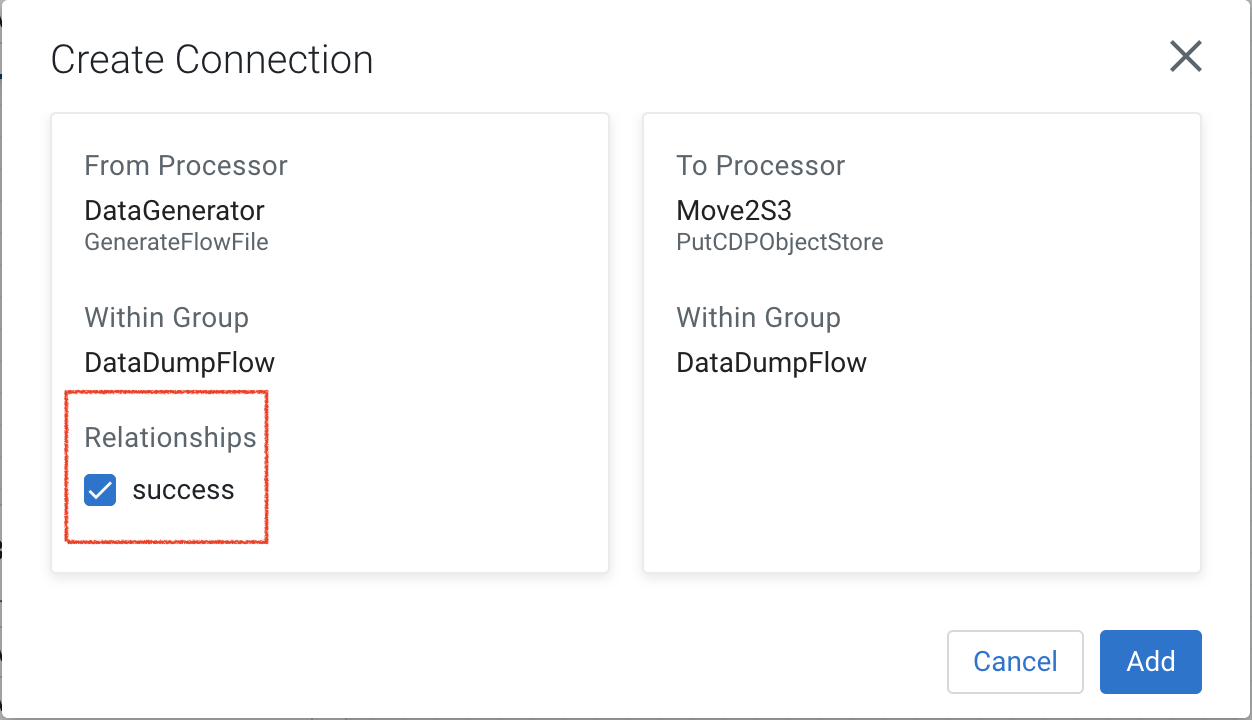 Create Connection
From Processor
DataGenerator
GenerateFlowFile
Within Group
DataDumpFlow
Relationships
success
To Processor
Move2S3
PutCDPObjectStore
Within Group
DataDumpFlow
Cancel
Add